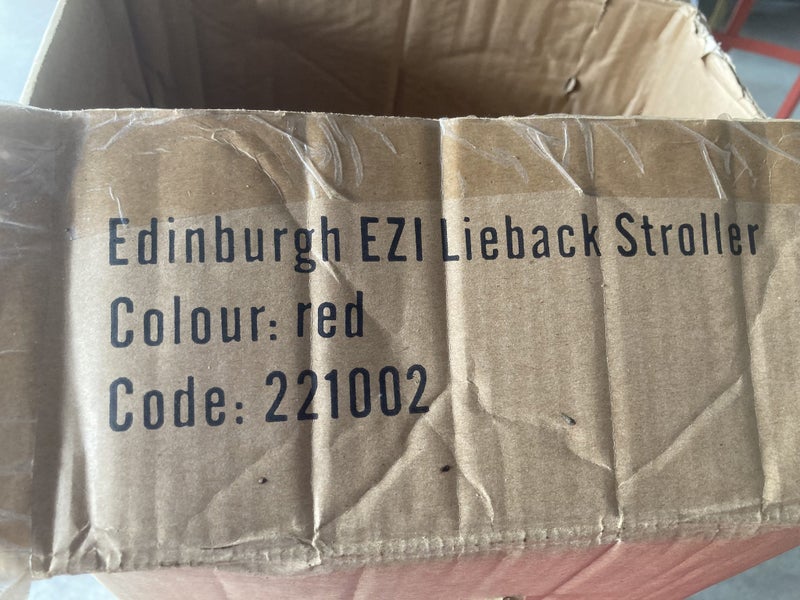 Edinburgh EZI Lieback Stroller
Colour: red
Code: 221002